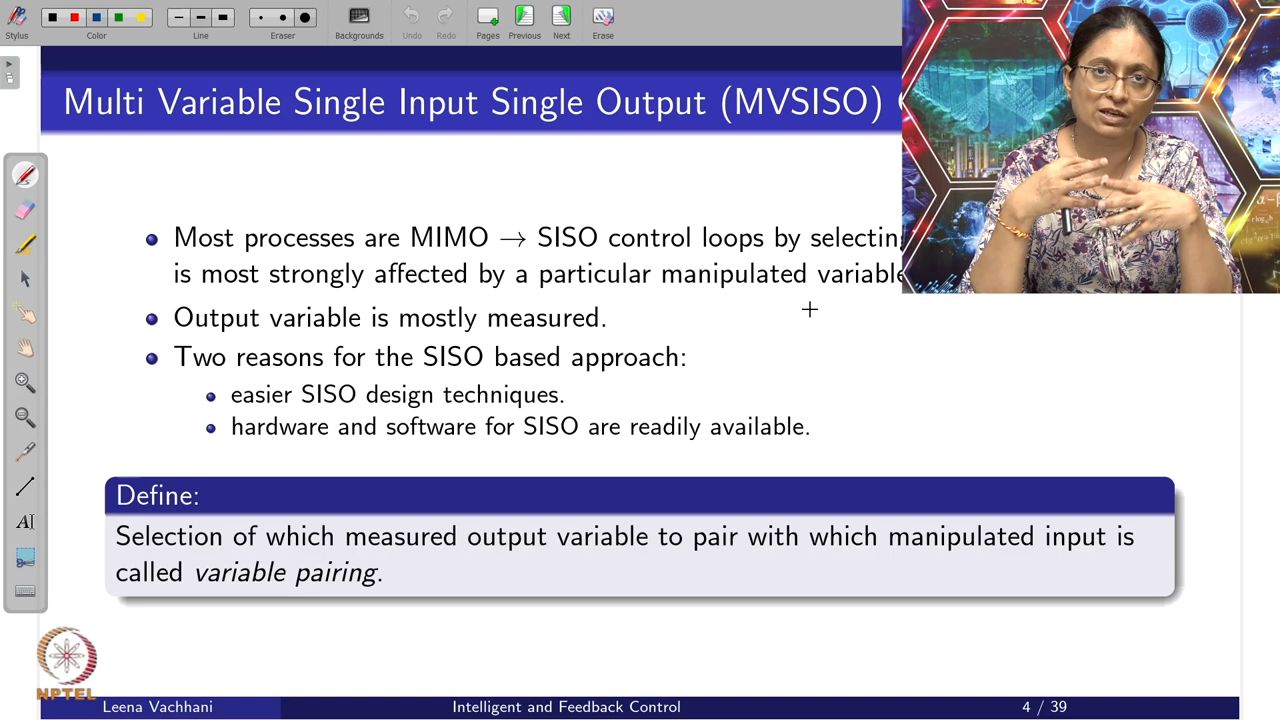 Stylus
Color
Line
Eraser
Backgrounds
Undo
Redo
Pages
Previous
Next
Erase
Multi Variable Single Input Single Output (MVSISO)
Most processes are MIMO → SISO control loops by selecting
is most strongly affected by a particular manipulated variable
Output variable is mostly measured.
Two reasons for the SISO based approach:
easier SISO design techniques.
hardware and software for SISO are readily available.
Define:
Selection of which measured output variable to pair with which manipulated input is
called variable pairing.
NPTEL
Leena Vachhani
Intelligent and Feedback Control
4 / 39